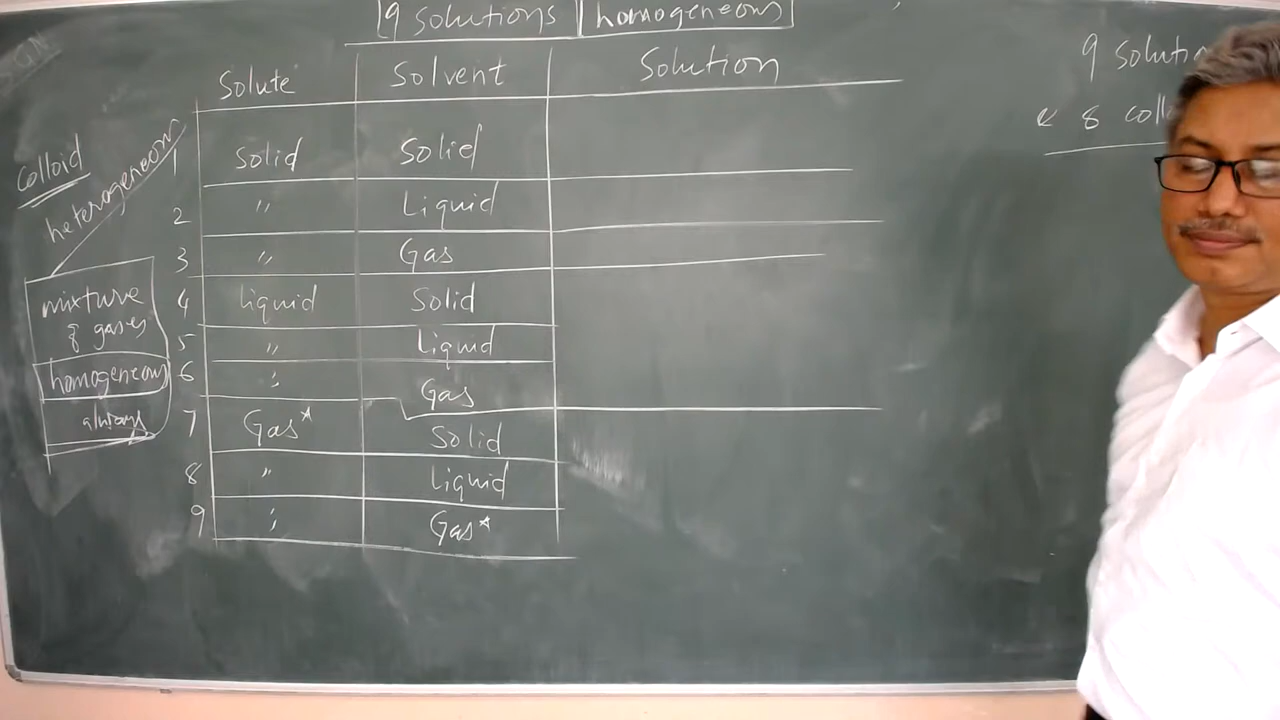 9 solutions homogeneous
Solute Solvent Solution
1 Solid Solid
2 " Liquid
3 " Gas
4 Liquid Solid
5 " Liquid
6 " Gas
7 Gas* Solid
8 " Liquid
9 " Gas*
colloid
heterogeneous
mixture
of gases
homogeneous
always
9 solutio
& 8 collo